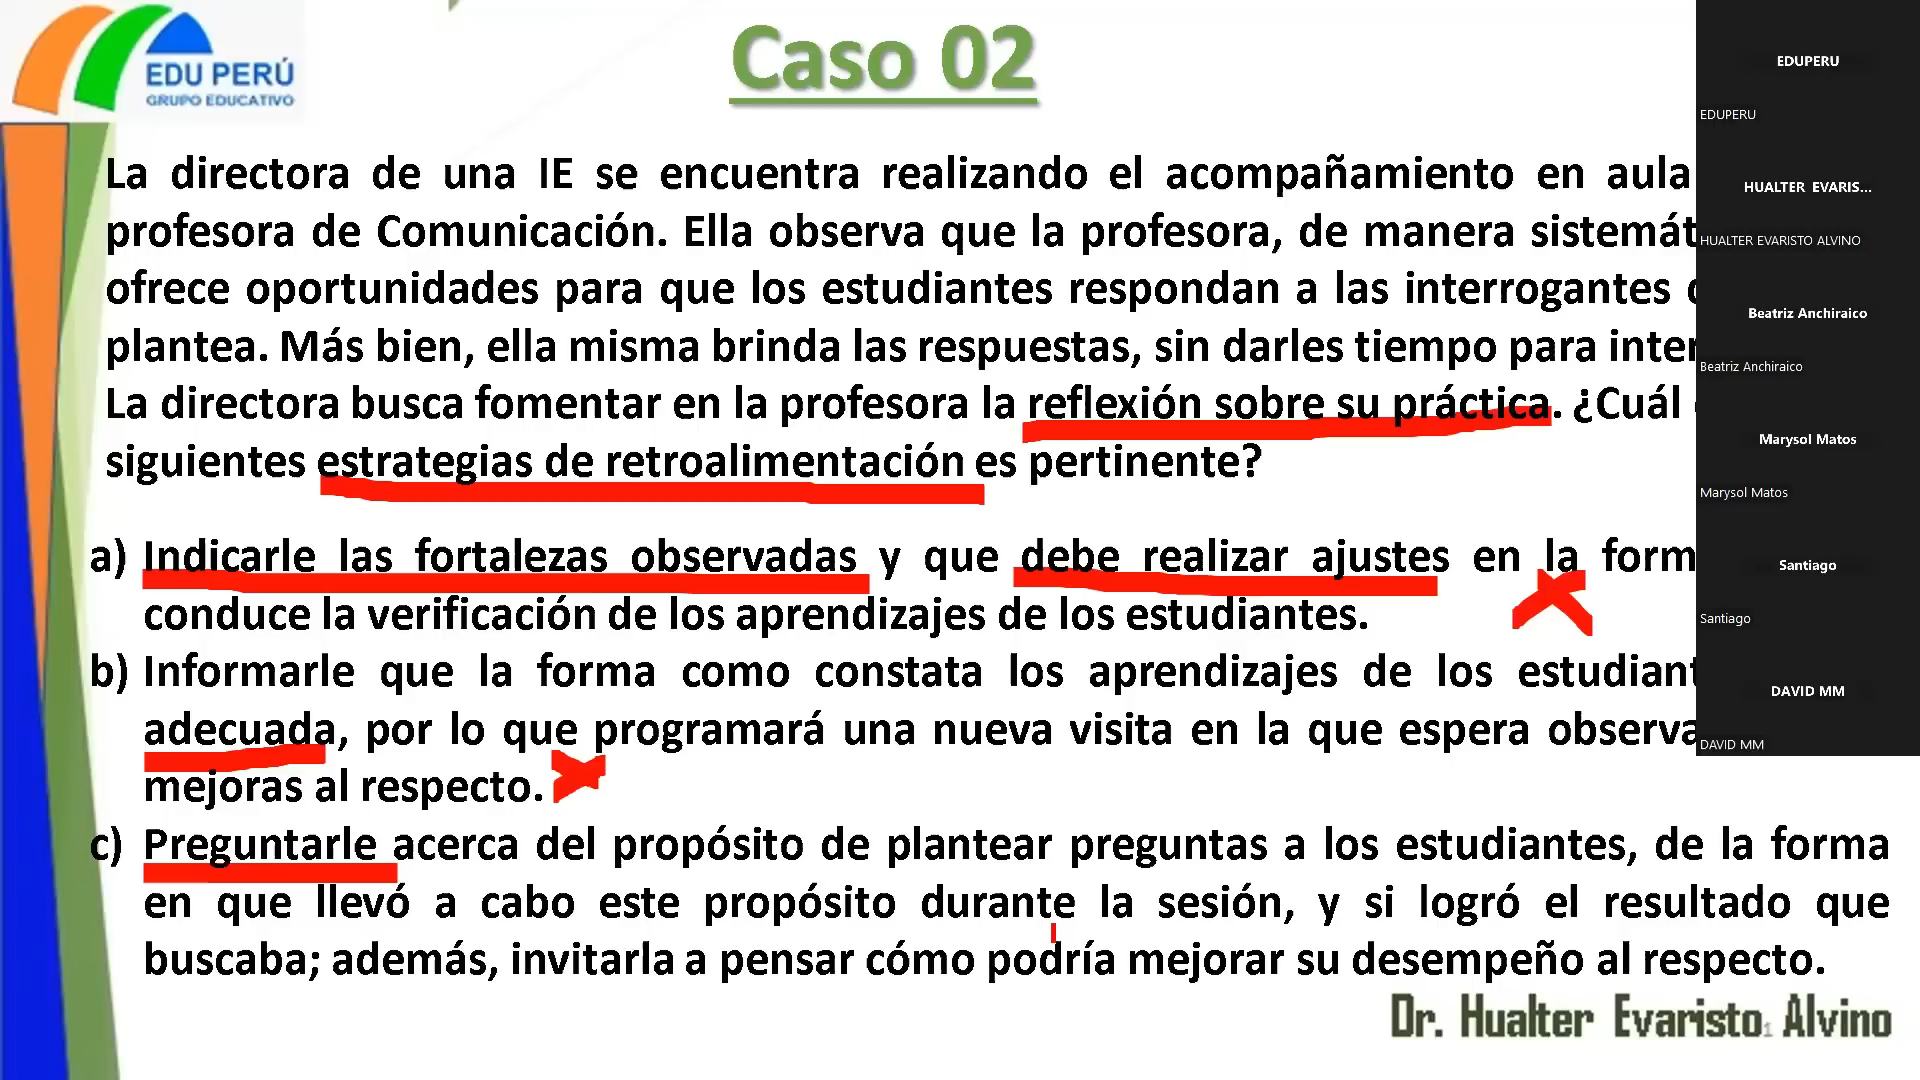 EDU PERÚ
GRUPO EDUCATIVO
Caso 02
La directora de una IE se encuentra realizando el acompañamiento en aula
profesora de Comunicación. Ella observa que la profesora, de manera
ofrece oportunidades para que los estudiantes respondan a las interrogantes
plantea. Más bien, ella misma brinda las respuestas, sin darles tiempo para
La directora busca fomentar en la profesora la reflexión sobre su práctica. ¿Cuál
siguientes estrategias de retroalimentación es pertinente?
a) Indicarle las fortalezas observadas y que debe realizar ajustes en la
conduce la verificación de los aprendizajes de los estudiantes.
b) Informarle que la forma como constata los aprendizajes de los
adecuada, por lo que programará una nueva visita en la que espera
mejoras al respecto.
c) Preguntarle acerca del propósito de plantear preguntas a los estudiantes, de la forma
en que llevó a cabo este propósito durante la sesión, y si logró el resultado que
buscaba; además, invitarla a pensar cómo podría mejorar su desempeño al respecto.
Dr. Hualter Evaristo Alvino
EDUPERU
EDUPERU
HUALTER EVARIS...
HUALTER EVARISTO ALVINO
Beatriz Anchiraico
Beatriz Anchiraico
Marysol Matos
Marysol Matos
Santiago
Santiago
DAVID MM
DAVID MM